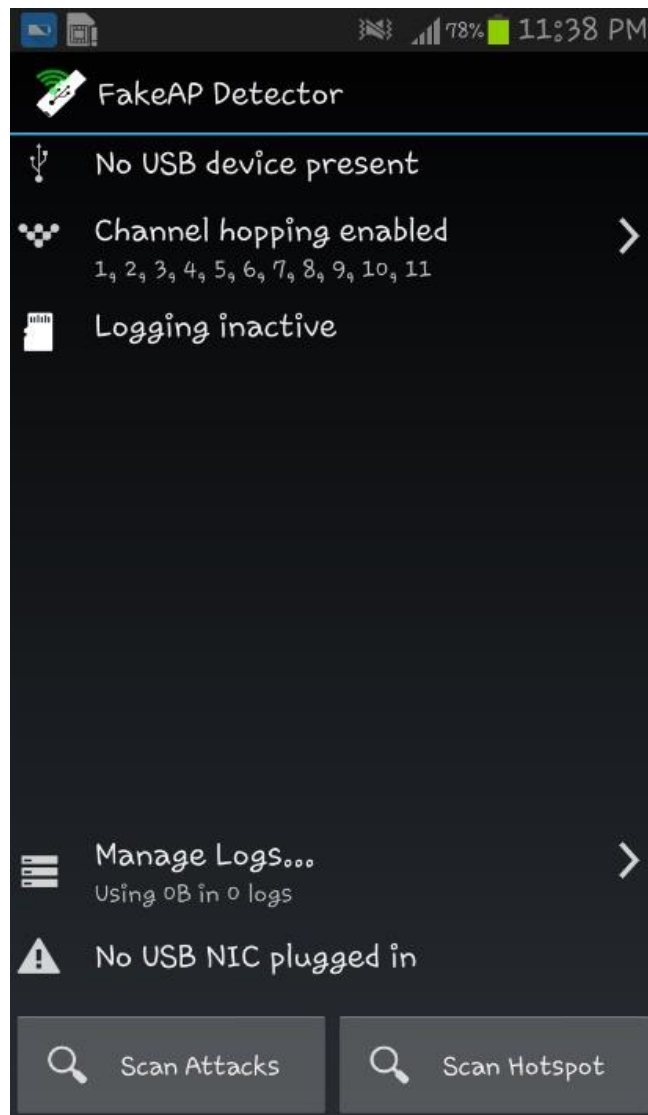 78% 11:38 PM
FakeAP Detector
No USB device present
Channel hopping enabled
1, 2, 3, 4, 5, 6, 7, 8, 9, 10, 11
Logging inactive
Manage Logs...
Using 0B in 0 logs
No USB NIC plugged in
Scan Attacks
Scan Hotspot